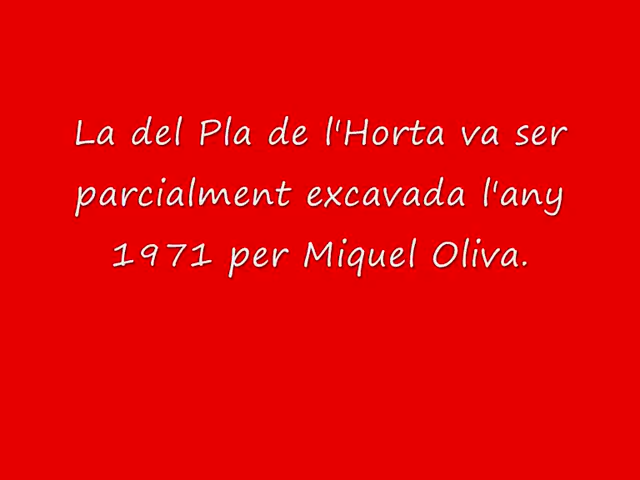 La del Pla de l'Horta va ser
parcialment excavada l'any
1971 per Miquel Oliva.